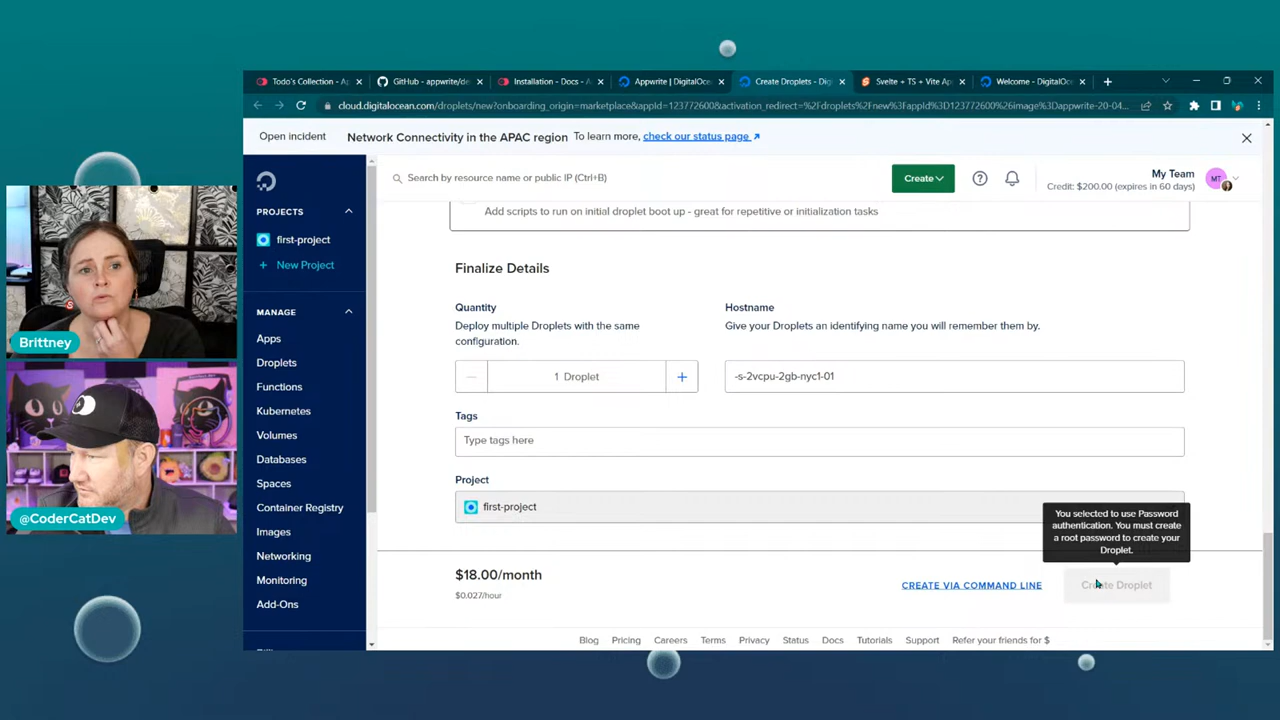 Todo's Collection - Ap
GitHub - appwrite/de
Installation - Docs - A
Appwrite | DigitalOce
Create Droplets - Digi
Svelte + TS + Vite App
Welcome - DigitalOce
cloud.digitalocean.com/droplets/new?onboarding_origin=marketplace&appId=123772600&activation_redirect=%2Fdroplets%2Fnew%3FappId%3D123772600%26image%3Dappwrite-20-04...
Open incident
Network Connectivity in the APAC region To learn more, check our status page
Search by resource name or public IP (Ctrl+B)
Create
My Team
Credit: $200.00 (expires in 60 days)
MT
PROJECTS
first-project
+ New Project
MANAGE
Apps
Droplets
Functions
Kubernetes
Volumes
Databases
Spaces
Container Registry
Images
Networking
Monitoring
Add-Ons
Add scripts to run on initial droplet boot up - great for repetitive or initialization tasks
Finalize Details
Quantity
Deploy multiple Droplets with the same
configuration.
1 Droplet
Hostname
Give your Droplets an identifying name you will remember them by.
-s-2vcpu-2gb-nyc1-01
Tags
Type tags here
Project
first-project
You selected to use Password
authentication. You must create
a root password to create your
Droplet.
$18.00/month
$0.027/hour
CREATE VIA COMMAND LINE
Create Droplet
Blog Pricing Careers Terms Privacy Status Docs Tutorials Support Refer your friends for $
Brittney
@CoderCatDev